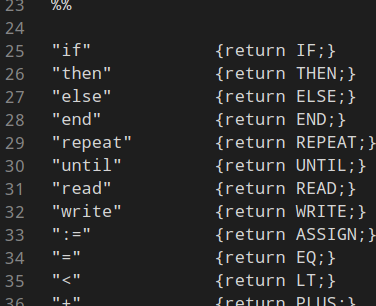 23 %%
24
25 "if" {return IF;}
26 "then" {return THEN;}
27 "else" {return ELSE;}
28 "end" {return END;}
29 "repeat" {return REPEAT;}
30 "until" {return UNTIL;}
31 "read" {return READ;}
32 "write" {return WRITE;}
33 ":=" {return ASSIGN;}
34 "=" {return EQ;}
35 "<" {return LT;}
36 "+" {return PLUS;}